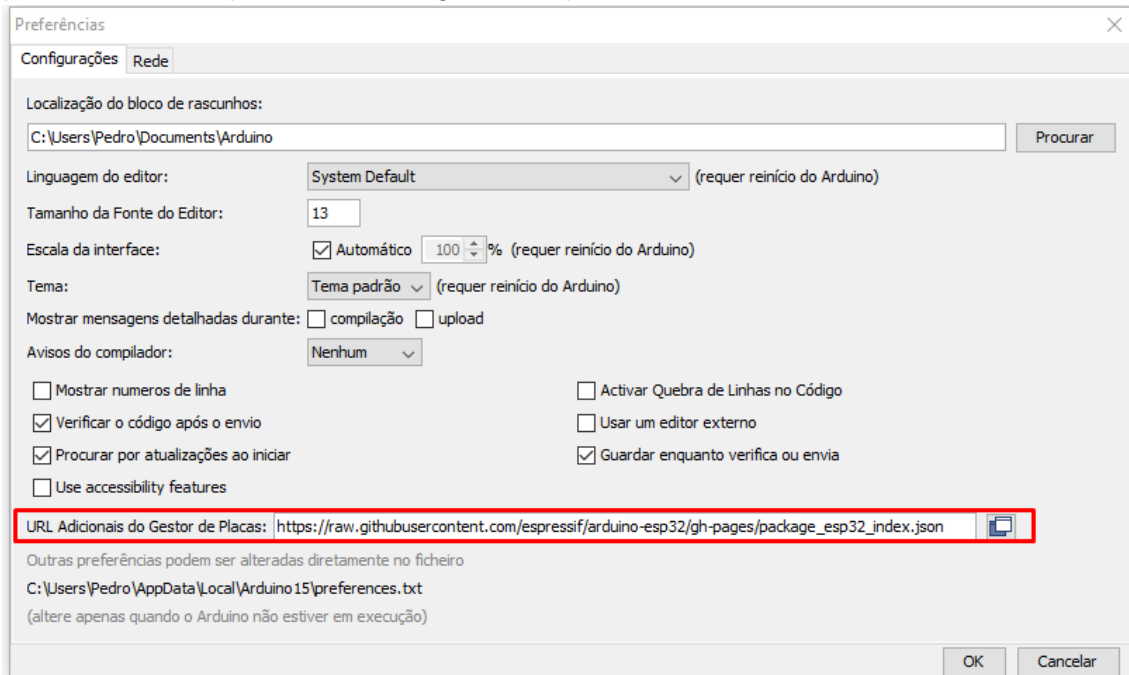 Preferências
Configurações Rede
Localização do bloco de rascunhos:
C:\Users\Pedro\Documents\Arduino Procurar
Linguagem do editor: System Default (requer reinício do Arduino)
Tamanho da Fonte do Editor: 13
Escala da interface: Automático 100 % (requer reinício do Arduino)
Tema: Tema padrão (requer reinício do Arduino)
Mostrar mensagens detalhadas durante: compilação upload
Avisos do compilador: Nenhum
Mostrar numeros de linha Activar Quebra de Linhas no Código
Verificar o código após o envio Usar um editor externo
Procurar por atualizações ao iniciar Guardar enquanto verifica ou envia
Use accessibility features
URL Adicionais do Gestor de Placas: https://raw.githubusercontent.com/espressif/arduino-esp32/gh-pages/package_esp32_index.json
Outras preferências podem ser alteradas diretamente no ficheiro
C:\Users\Pedro\AppData\Local\Arduino15\preferences.txt
(altere apenas quando o Arduino não estiver em execução)
OK Cancelar